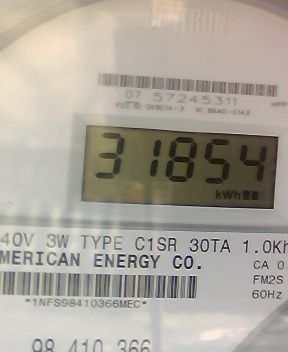 07 57245311
31854
kWh
40V 3W TYPE C1SR 30TA 1.0Kh
MERICAN ENERGY CO.
CA 0.
FM2S
*1NFS98410366MEC*
60Hz
98 410 366